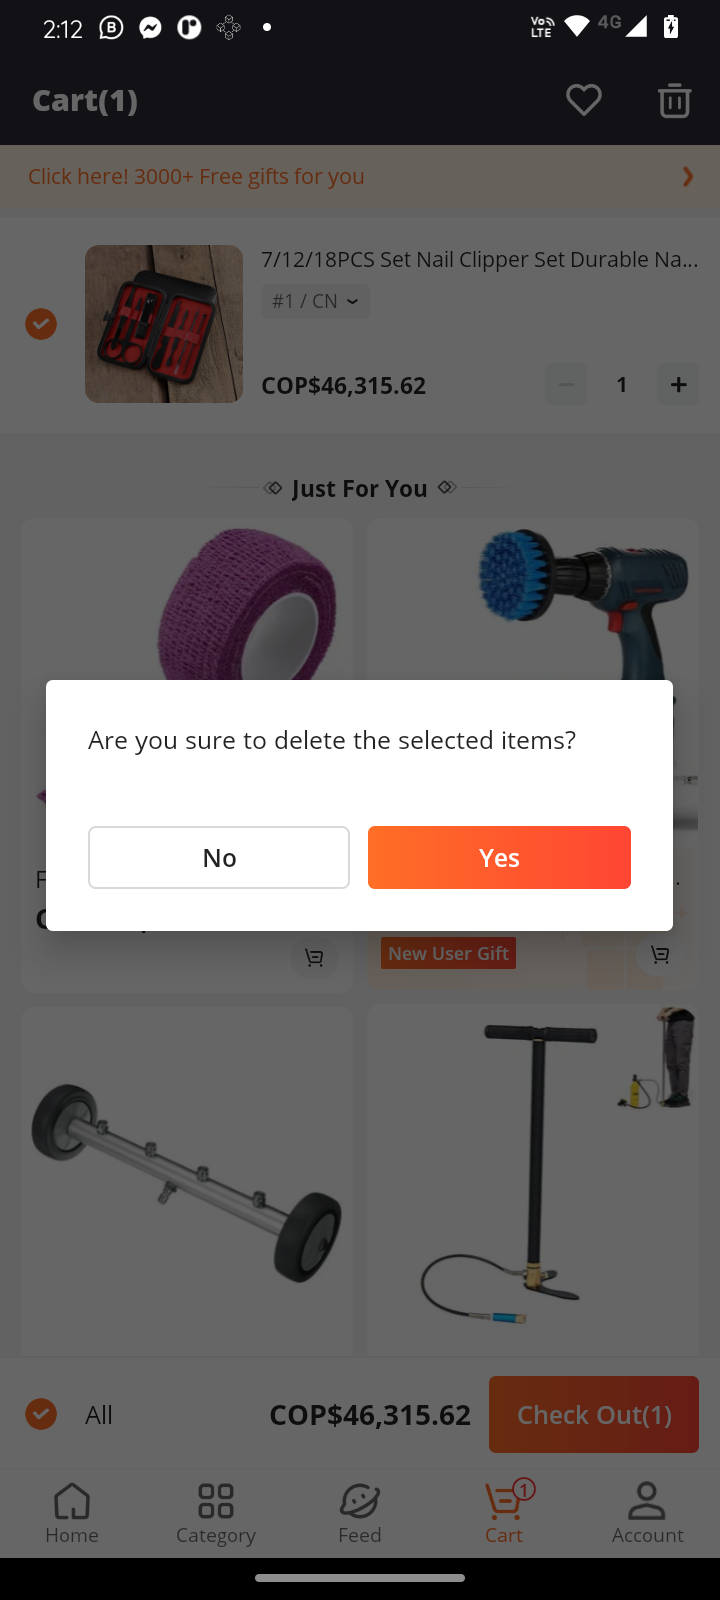 2:12
Vo LTE
4G
Cart(1)
Click here! 3000+ Free gifts for you
7/12/18PCS Set Nail Clipper Set Durable Na...
#1 / CN
COP$46,315.62
1
Just For You
Are you sure to delete the selected items?
No
Yes
New User Gift
All
COP$46,315.62
Check Out(1)
1
Home
Category
Feed
Cart
Account